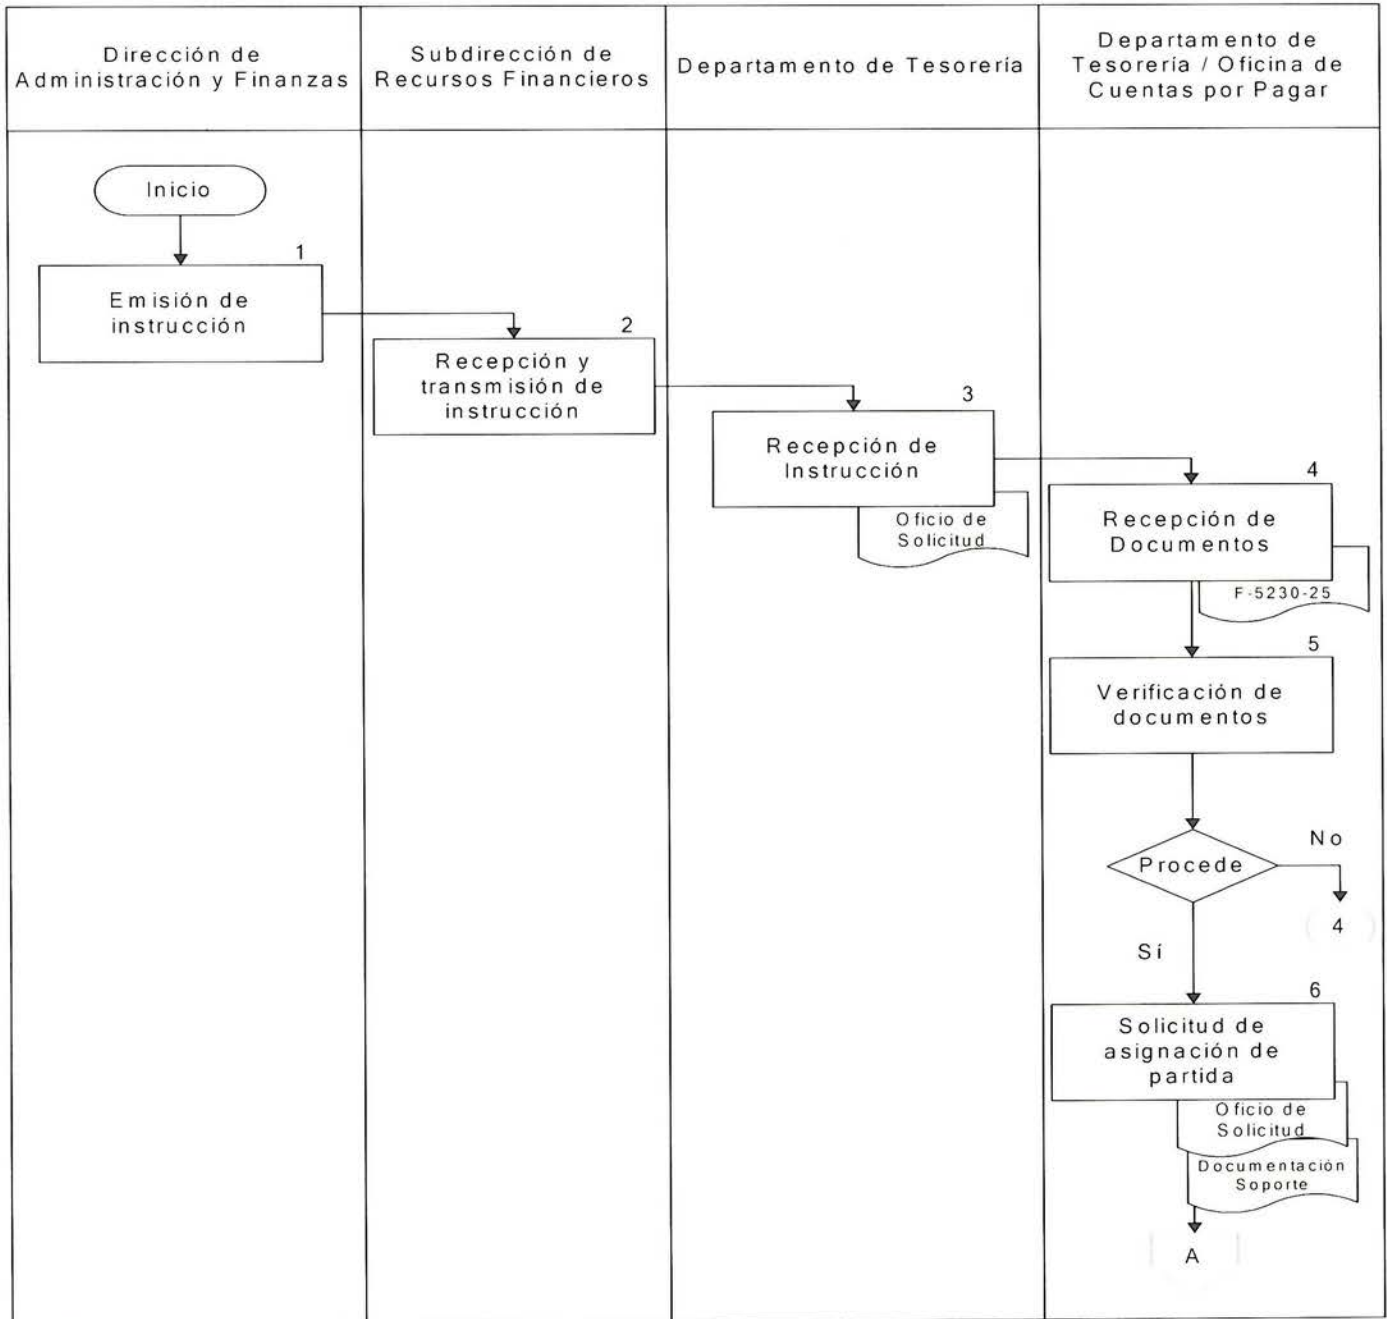 Dirección de
Administración y Finanzas
Subdirección de
Recursos Financieros
Departamento de Tesorería
Departamento de
Tesorería / Oficina de
Cuentas por Pagar
Inicio
1
Emisión de
instrucción
2
Recepción y
transmisión de
instrucción
3
Recepción de
Instrucción
Oficio de
Solicitud
4
Recepción de
Documentos
F-5230-25
5
Verificación de
documentos
Procede
No
4
Sí
6
Solicitud de
asignación de
partida
Oficio de
Solicitud
Documentación
Soporte
A